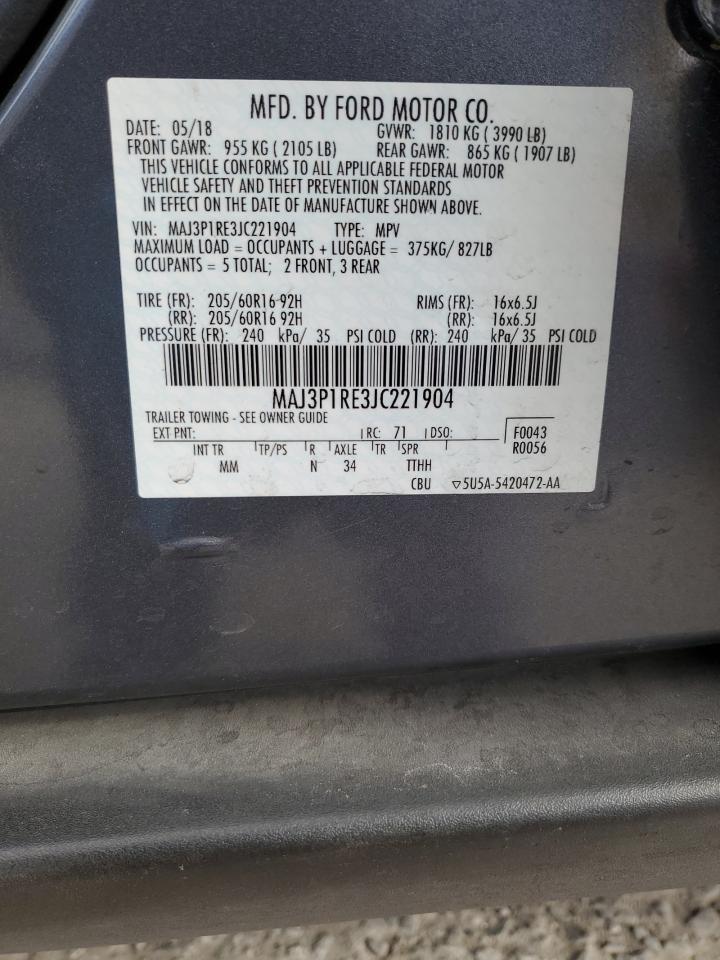 MFD. BY FORD MOTOR CO.
DATE: 05/18 GVWR: 1810 KG ( 3990 LB)
FRONT GAWR: 955 KG ( 2105 LB) REAR GAWR: 865 KG ( 1907 LB)
THIS VEHICLE CONFORMS TO ALL APPLICABLE FEDERAL MOTOR
VEHICLE SAFETY AND THEFT PREVENTION STANDARDS
IN EFFECT ON THE DATE OF MANUFACTURE SHOWN ABOVE.
VIN: MAJ3P1RE3JC221904 TYPE: MPV
MAXIMUM LOAD = OCCUPANTS + LUGGAGE = 375KG/ 827LB
OCCUPANTS = 5 TOTAL; 2 FRONT, 3 REAR
TIRE (FR): 205/60R16 92H RIMS (FR): 16x6.5J
(RR): 205/60R16 92H (RR): 16x6.5J
PRESSURE (FR): 240 kPa/ 35 PSI COLD (RR): 240 kPa/ 35 PSI COLD
MAJ3P1RE3JC221904
TRAILER TOWING - SEE OWNER GUIDE
EXT PNT: RC: 71 DSO: F0043
INT TR TP/PS R AXLE TR SPR R0056
MM N 34 TTHH
CBU ▽5U5A-5420472-AA